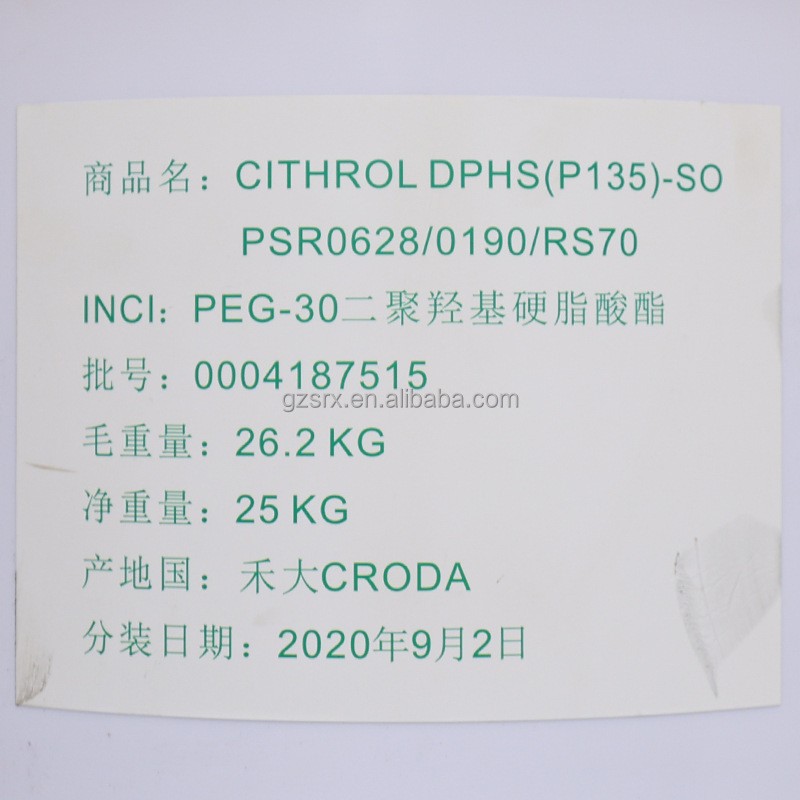 商品名：CITHROL DPHS(P135)-SO
PSR0628/0190/RS70
INCI：PEG-30二聚羟基硬脂酸酯
批号：0004187515
gzsrx.en.alibaba.com
毛重量：26.2 KG
净重量：25 KG
产地国：禾大CRODA
分装日期：2020年9月2日